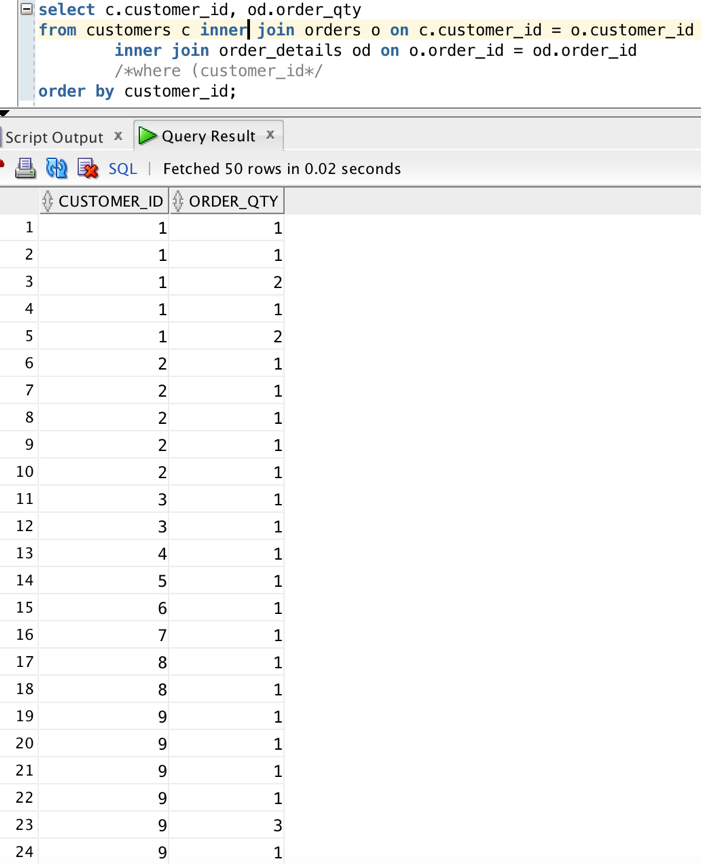 select c.customer_id, od.order_qty
from customers c inner join orders o on c.customer_id = o.customer_id
inner join order_details od on o.order_id = od.order_id
/*where (customer_id*/
order by customer_id;
Script Output x Query Result x
SQL | Fetched 50 rows in 0.02 seconds
CUSTOMER_ID ORDER_QTY
1 1 1
2 1 1
3 1 2
4 1 1
5 1 2
6 2 1
7 2 1
8 2 1
9 2 1
10 2 1
11 3 1
12 3 1
13 4 1
14 5 1
15 6 1
16 7 1
17 8 1
18 8 1
19 9 1
20 9 1
21 9 1
22 9 1
23 9 3
24 9 1